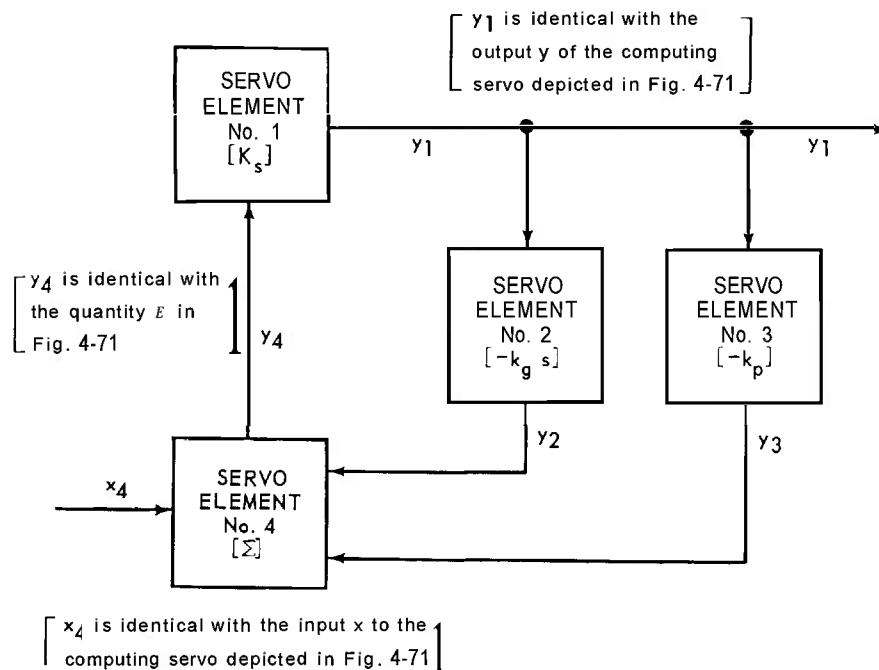 y1 is identical with the
output y of the computing
servo depicted in Fig. 4-71
SERVO
ELEMENT
No. 1
[Ks]
y1
y1
y4 is identical with
the quantity E in
Fig. 4-71
y4
SERVO
ELEMENT
No. 2
[-kg s]
SERVO
ELEMENT
No. 3
[-kp]
y2
y3
x4
SERVO
ELEMENT
No. 4
[Σ]
x4 is identical with the input x to the
computing servo depicted in Fig. 4-71